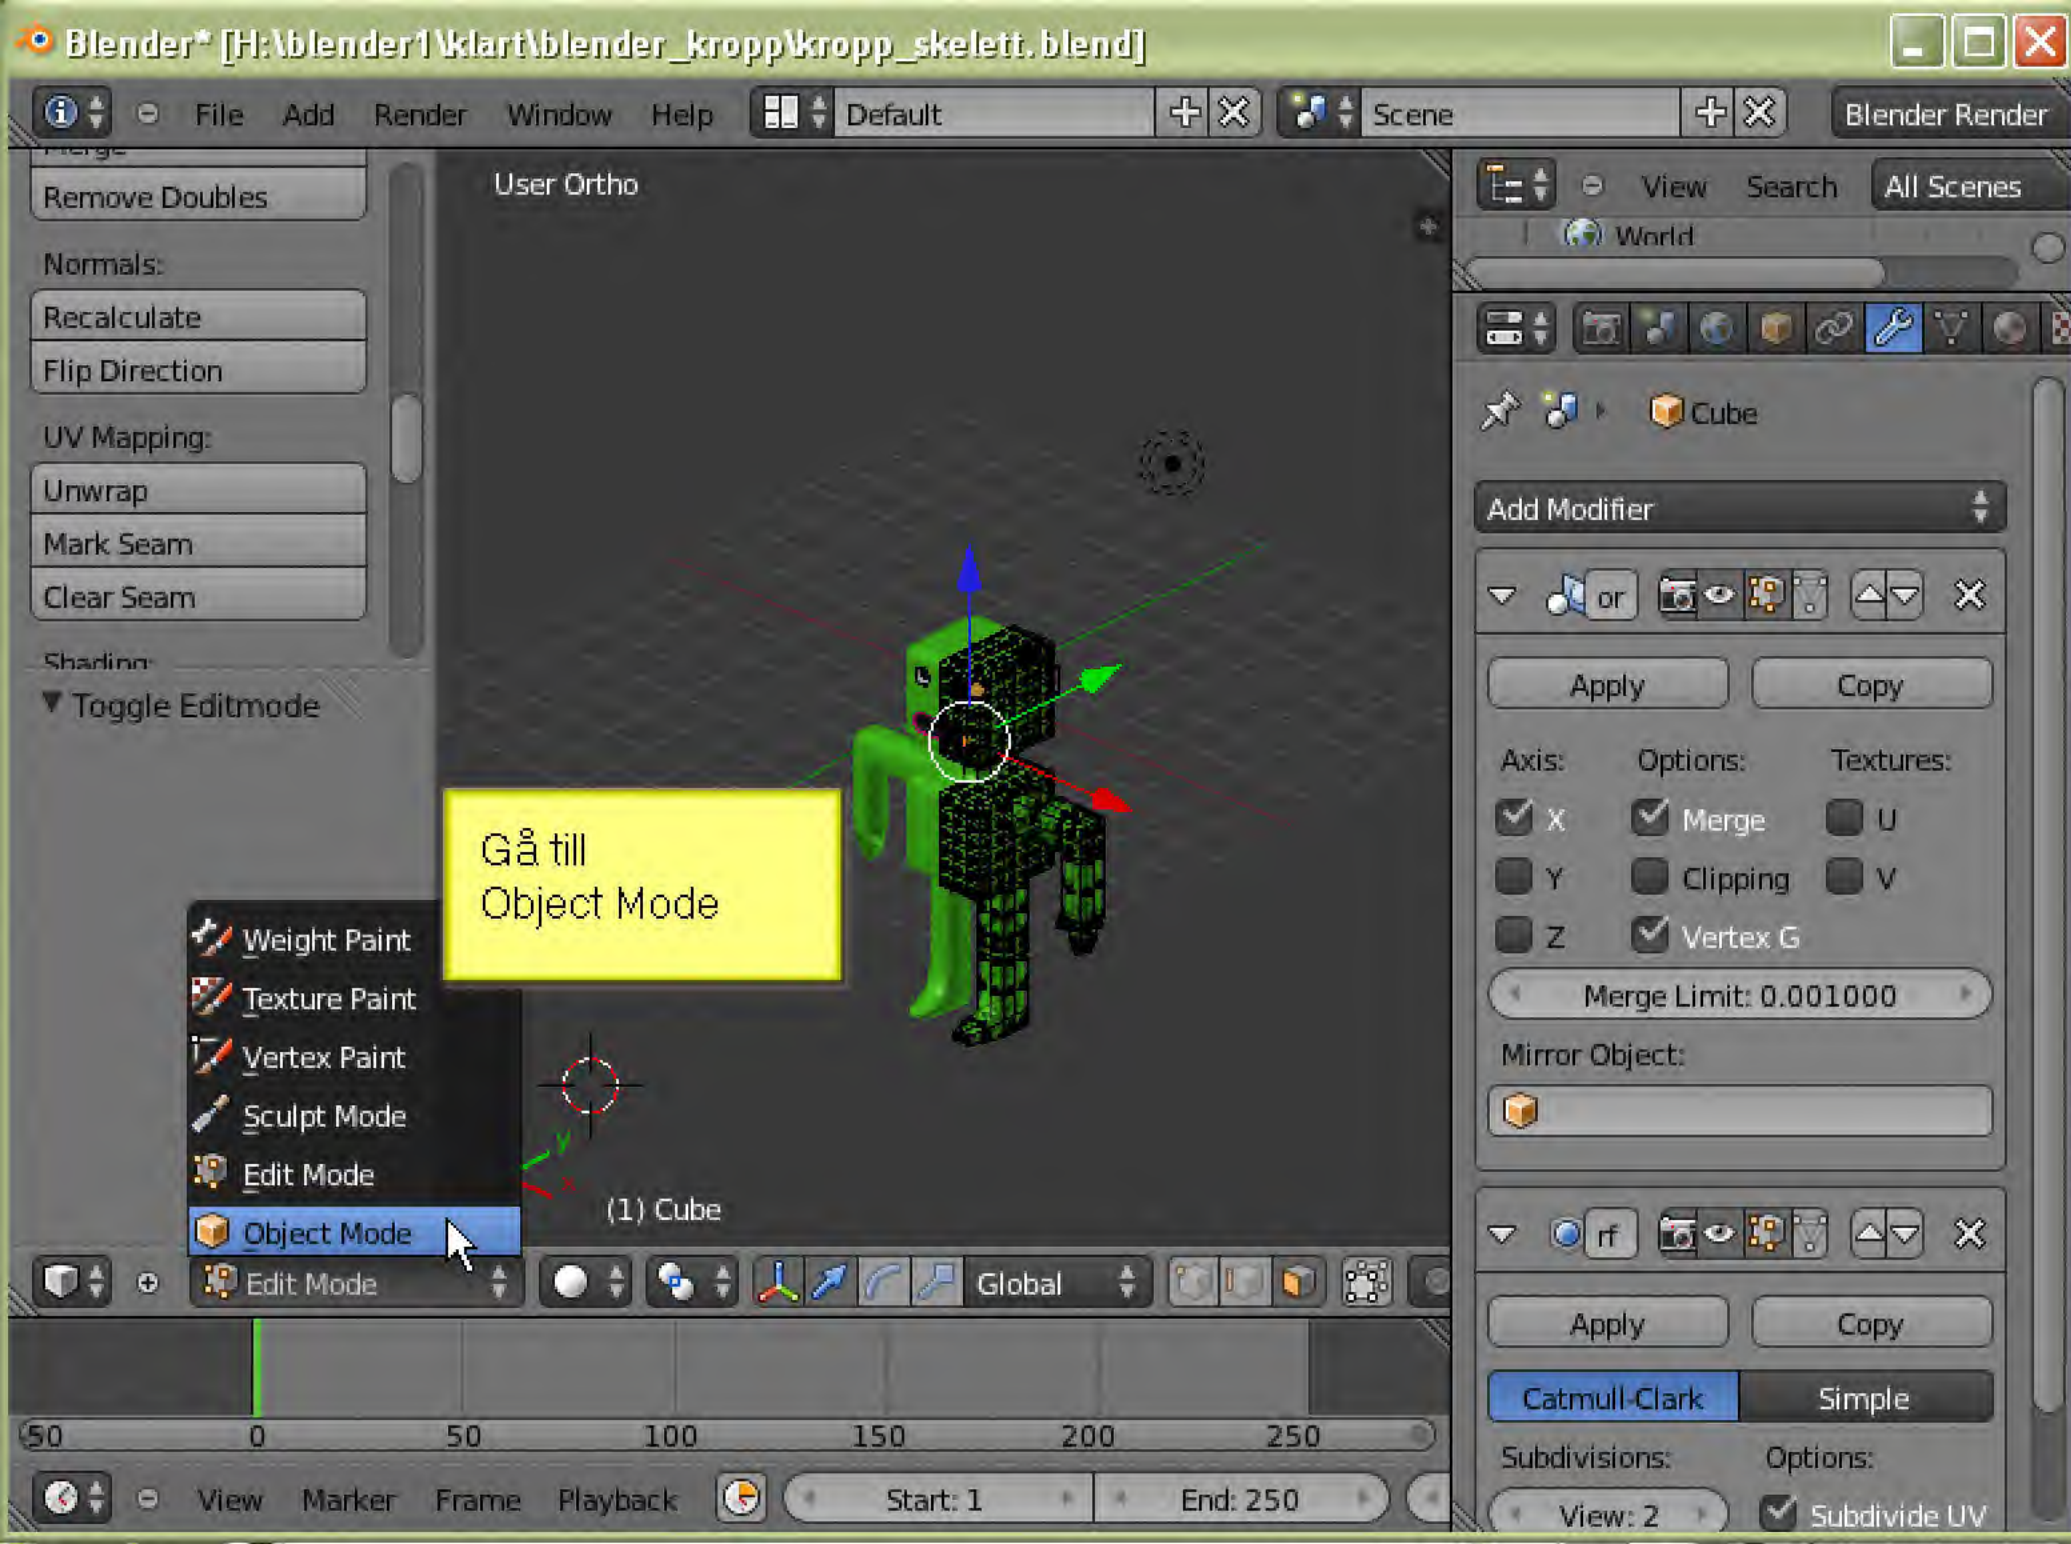 Blender* [H:\blender1\klart\blender_kropp\kropp_skelett.blend]
File Add Render Window Help Default Scene Blender Render
Merge
Remove Doubles
Normals:
Recalculate
Flip Direction
UV Mapping:
Unwrap
Mark Seam
Clear Seam
Shading:
Toggle Editmode
User Ortho
Gå till
Object Mode
Weight Paint
Texture Paint
Vertex Paint
Sculpt Mode
Edit Mode
Object Mode
y
x
(1) Cube
Edit Mode Global
View Search All Scenes
World
Cube
Add Modifier
or
Apply Copy
Axis: Options: Textures:
X Merge U
Y Clipping V
Z Vertex G
Merge Limit: 0.001000
Mirror Object:
rf
Apply Copy
Catmull-Clark Simple
Subdivisions: Options:
View: 2 Subdivide UV
-50 0 50 100 150 200 250
View Marker Frame Playback Start: 1 End: 250